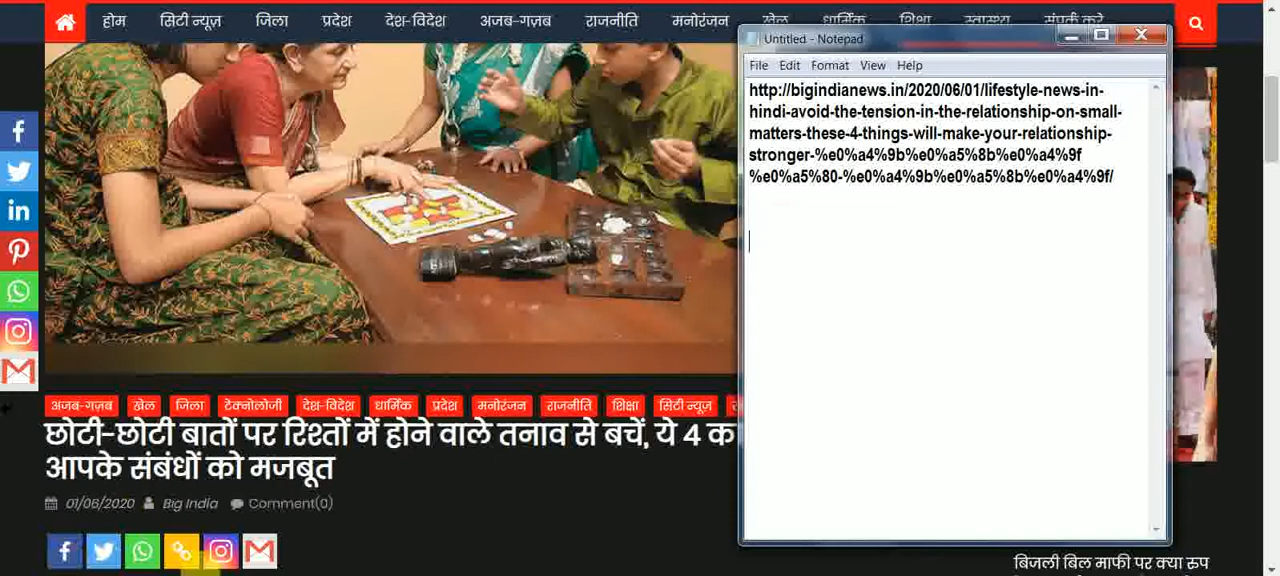 होम सिटी न्यूज़ जिला प्रदेश देश-विदेश अजब-गज़ब राजनीति मनोरंजन खेल धार्मिक शिक्षा स्वास्थ्य संपर्क करे
Untitled - Notepad
File Edit Format View Help
http://bigindianews.in/2020/06/01/lifestyle-news-in-
hindi-avoid-the-tension-in-the-relationship-on-small-
matters-these-4-things-will-make-your-relationship-
stronger-%e0%a4%9b%e0%a5%8b%e0%a4%9f
%e0%a5%80-%e0%a4%9b%e0%a5%8b%e0%a4%9f/
अजब-गज़ब खेल जिला टेक्नोलॉजी देश-विदेश धार्मिक प्रदेश मनोरंजन राजनीति शिक्षा सिटी न्यूज़
छोटी-छोटी बातों पर रिश्तों में होने वाले तनाव से बचें, ये 4 क
आपके संबंधों को मजबूत
01/06/2020 Big India Comment(0)
बिजली बिल माफी पर क्या रुप